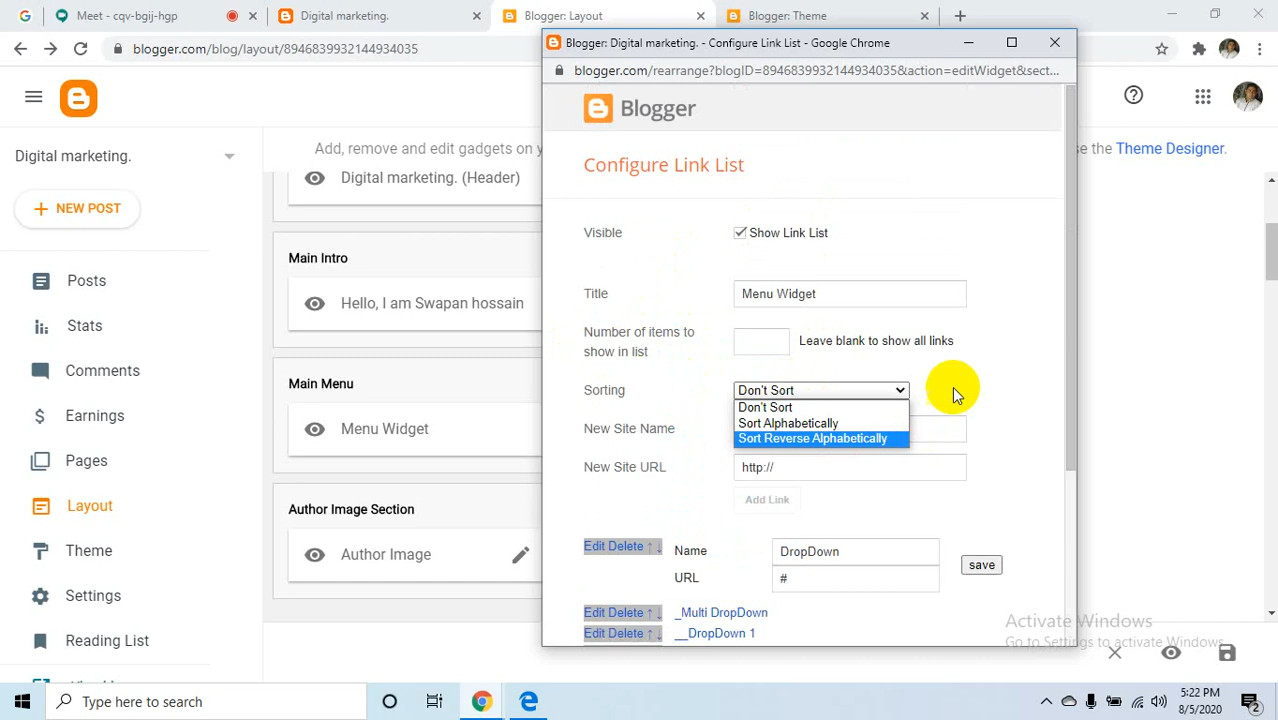 Meet - cqv-bgij-hgp
Digital marketing.
Blogger: Layout
Blogger: Theme
blogger.com/blog/layout/8946839932144934035
Blogger: Digital marketing. - Configure Link List - Google Chrome
blogger.com/rearrange?blogID=8946839932144934035&action=editWidget&sect...
Blogger
Configure Link List
Visible
Show Link List
Title
Menu Widget
Number of items to
show in list
Leave blank to show all links
Sorting
Don't Sort
Don't Sort
Sort Alphabetically
Sort Reverse Alphabetically
New Site Name
New Site URL
http://
Add Link
Edit Delete ↑ ↓
Name
DropDown
URL
#
save
Edit Delete ↑ ↓
_Multi DropDown
Edit Delete ↑ ↓
__DropDown 1
Digital marketing.
NEW POST
Posts
Stats
Comments
Earnings
Pages
Layout
Theme
Settings
Reading List
Add, remove and edit gadgets on y
the Theme Designer.
Digital marketing. (Header)
Main Intro
Hello, I am Swapan hossain
Main Menu
Menu Widget
Author Image Section
Author Image
Activate Windows
Go to Settings to activate Windows.
Type here to search
5:22 PM
8/5/2020
2